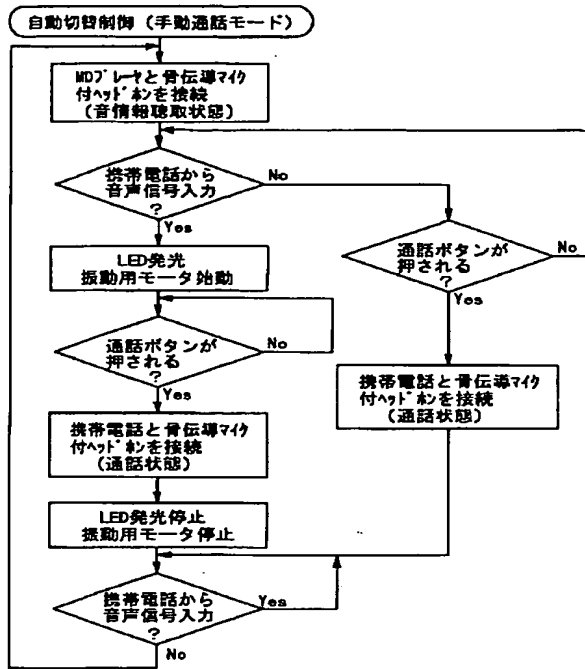 自動切替制御（手動通話モード）
MDプレーヤと骨伝導マイク
付ヘッドホンを接続
（音情報聴取状態）
携帯電話から
音声信号入力
？
No
Yes
LED発光
振動用モータ始動
通話ボタンが
押される
？
No
Yes
通話ボタンが
押される
？
No
Yes
携帯電話と骨伝導マイク
付ヘッドホンを接続
（通話状態）
携帯電話と骨伝導マイク
付ヘッドホンを接続
（通話状態）
LED発光停止
振動用モータ停止
携帯電話から
音声信号入力
？
Yes
No